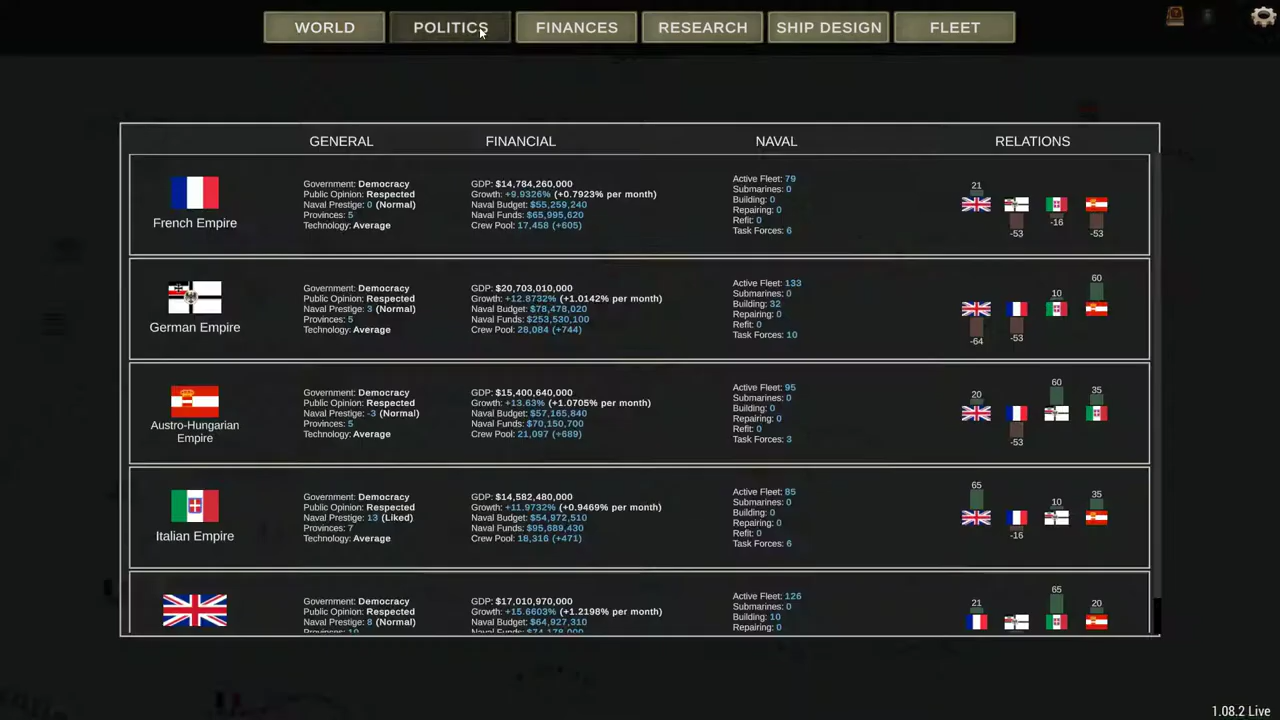 WORLD POLITICS FINANCES RESEARCH SHIP DESIGN FLEET
GENERAL FINANCIAL NAVAL RELATIONS
French Empire
Government: Democracy
Public Opinion: Respected
Naval Prestige: 0 (Normal)
Provinces: 5
Technology: Average
GDP: $14,784,260,000
Growth: +9.9326% (+0.7923% per month)
Naval Budget: $55,259,240
Naval Funds: $65,995,620
Crew Pool: 17,458 (+605)
Active Fleet: 79
Submarines: 0
Building: 0
Repairing: 0
Refit: 0
Task Forces: 6
21
-53
-16
-53
German Empire
Government: Democracy
Public Opinion: Respected
Naval Prestige: 3 (Normal)
Provinces: 5
Technology: Average
GDP: $20,703,010,000
Growth: +12.8732% (+1.0142% per month)
Naval Budget: $78,478,020
Naval Funds: $253,530,100
Crew Pool: 28,084 (+744)
Active Fleet: 133
Submarines: 0
Building: 32
Repairing: 0
Refit: 0
Task Forces: 10
-64
-53
10
60
Austro-Hungarian
Empire
Government: Democracy
Public Opinion: Respected
Naval Prestige: -3 (Normal)
Provinces: 5
Technology: Average
GDP: $15,400,640,000
Growth: +13.63% (+1.0705% per month)
Naval Budget: $57,165,840
Naval Funds: $70,150,700
Crew Pool: 21,097 (+689)
Active Fleet: 95
Submarines: 0
Building: 0
Repairing: 0
Refit: 0
Task Forces: 3
20
-53
60
35
Italian Empire
Government: Democracy
Public Opinion: Respected
Naval Prestige: 13 (Liked)
Provinces: 7
Technology: Average
GDP: $14,582,480,000
Growth: +11.9732% (+0.9469% per month)
Naval Budget: $54,972,510
Naval Funds: $95,689,430
Crew Pool: 18,316 (+471)
Active Fleet: 85
Submarines: 0
Building: 0
Repairing: 0
Refit: 0
Task Forces: 6
65
-16
10
35
Government: Democracy
Public Opinion: Respected
Naval Prestige: 8 (Normal)
Provinces: 10
GDP: $17,010,970,000
Growth: +15.6603% (+1.2198% per month)
Naval Budget: $64,927,310
Naval Funds: $74,178,000
Active Fleet: 126
Submarines: 0
Building: 10
Repairing: 0
21
65
20
1.08.2 Live